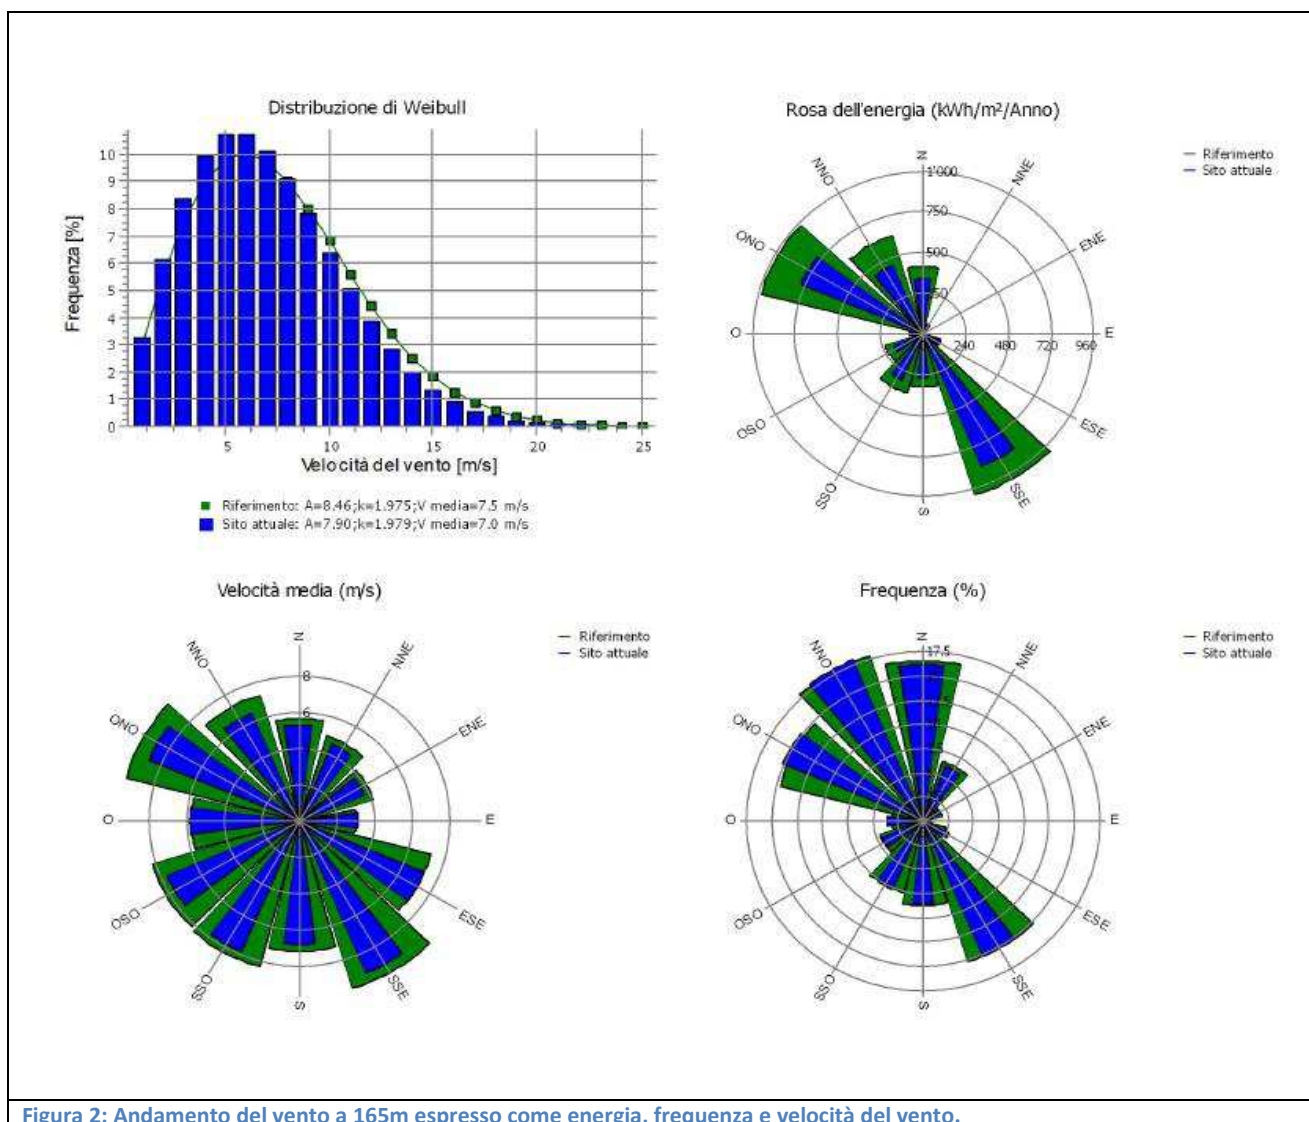 Distribuzione di Weibull
Frequenza [%]
10
9
8
7
6
5
4
3
2
1
0
5
10
15
20
25
Velocità del vento [m/s]
Riferimento: A=8.46;k=1.975;V media=7.5 m/s
Sito attuale: A=7.90;k=1.979;V media=7.0 m/s
Rosa dell'energia (kWh/m²/Anno)
Riferimento
Sito attuale
N
NNE
ENE
E
ESE
SSE
S
SSO
OSO
O
ONO
NNO
1'000
750
500
240
480
720
960
Velocità media (m/s)
Riferimento
Sito attuale
N
NNE
ENE
E
ESE
SSE
S
SSO
OSO
O
ONO
NNO
8
6
Frequenza (%)
Riferimento
Sito attuale
N
NNE
ENE
E
ESE
SSE
S
SSO
OSO
O
ONO
NNO
17.5
Figura 2: Andamento del vento a 165m espresso come energia, frequenza e velocità del vento.